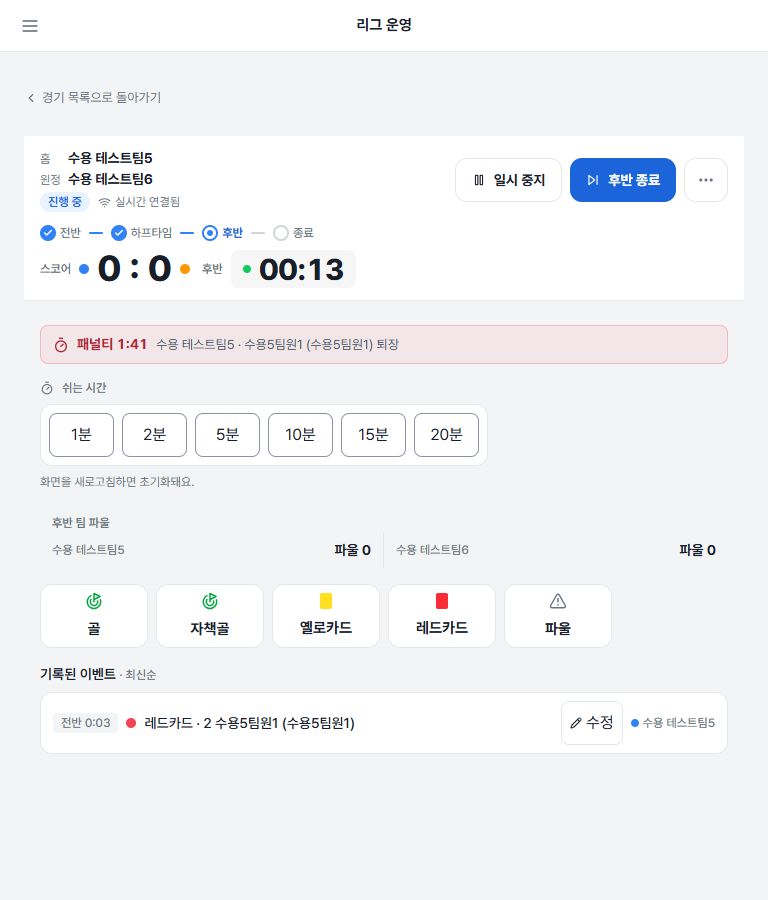 리그 운영
경기 목록으로 돌아가기
홈 수용 테스트팀5
원정 수용 테스트팀6
진행 중 실시간 연결됨
일시 중지
후반 종료
전반 하프타임 후반 종료
스코어 0 : 0 후반 00:13
패널티 1:41 수용 테스트팀5 · 수용5팀원1 (수용5팀원1) 퇴장
쉬는 시간
1분 2분 5분 10분 15분 20분
화면을 새로고침하면 초기화돼요.
후반 팀 파울
수용 테스트팀5 파울 0 수용 테스트팀6 파울 0
골 자책골 옐로카드 레드카드 파울
기록된 이벤트 · 최신순
전반 0:03 레드카드 · 2 수용5팀원1 (수용5팀원1) 수정 수용 테스트팀5